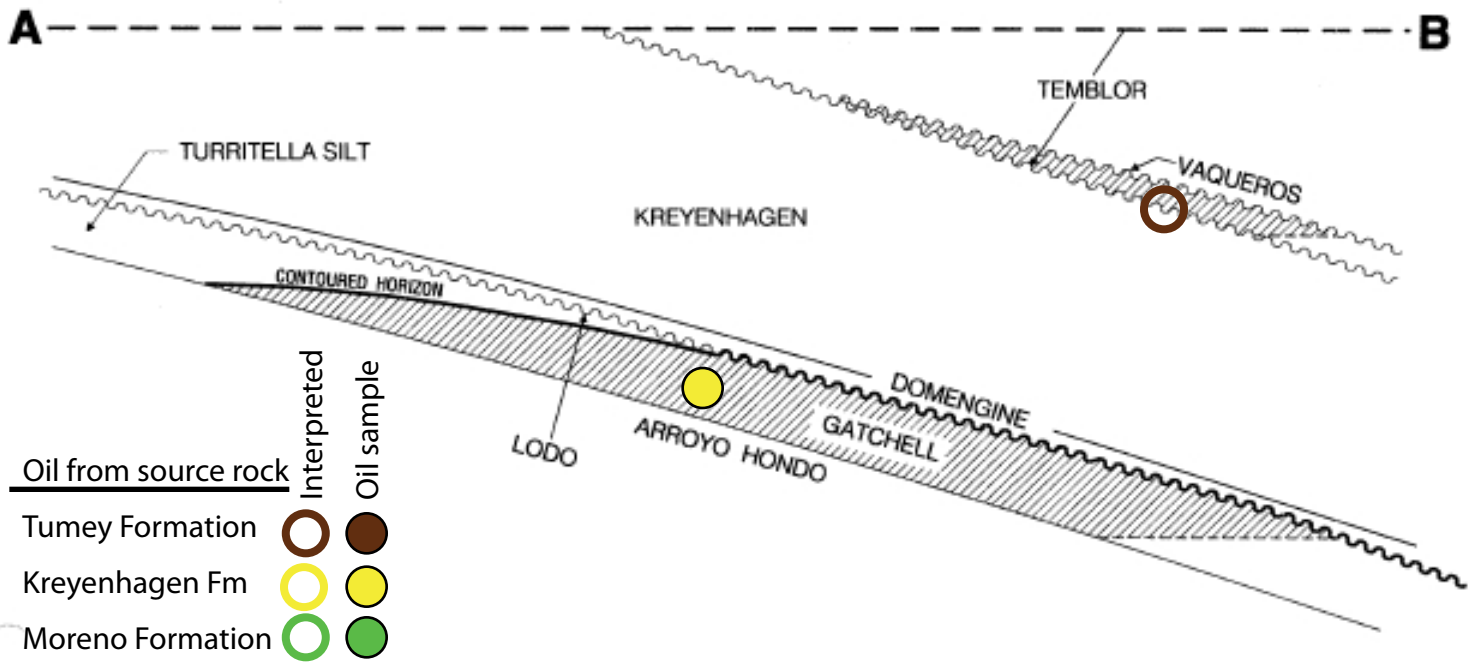 A
B
TEMBLOR
TURRITELLA SILT
VAQUEROS
KREYENHAGEN
CONTOURED HORIZON
DOMENGINE
GATCHELL
LODO
ARROYO HONDO
Oil from source rock
Interpreted
Oil sample
Tumey Formation
Kreyenhagen Fm
Moreno Formation